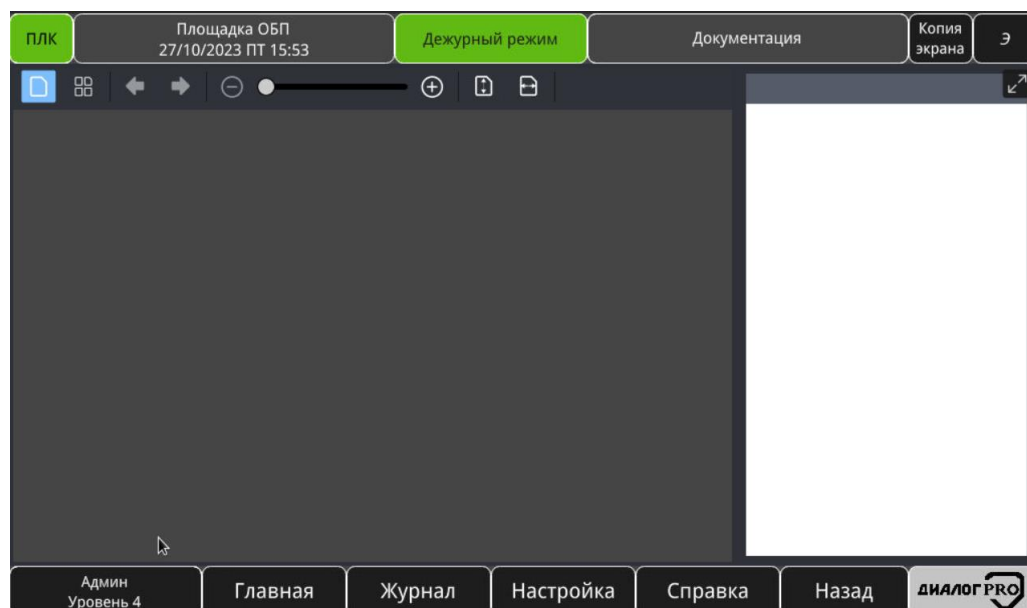 ПЛК
Площадка ОБП
27/10/2023 ПТ 15:53
Дежурный режим
Документация
Копия
экрана
Э
Админ
Уровень 4
Главная
Журнал
Настройка
Справка
Назад
ДИАЛОГ PRO